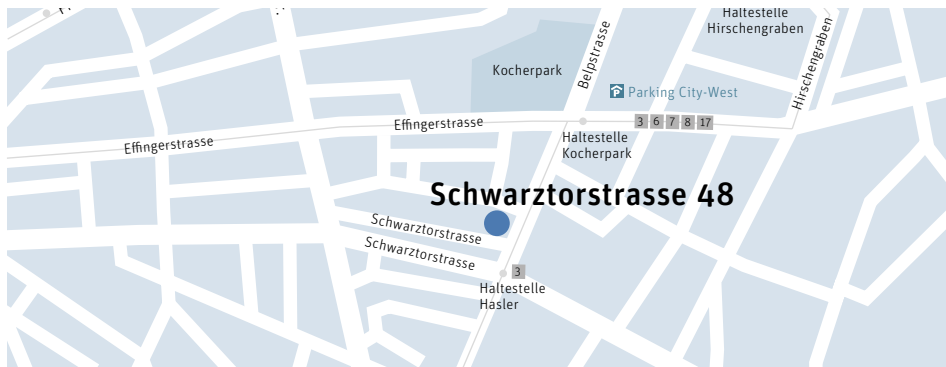 Haltestelle
Hirschengraben
Hirschengraben
Belpstrasse
Kocherpark
Parking City-West
Effingerstrasse
3 6 7 8 17
Effingerstrasse
Haltestelle
Kocherpark
Schwarztorstrasse 48
Schwarztorstrasse
Schwarztorstrasse
3
Haltestelle
Hasler